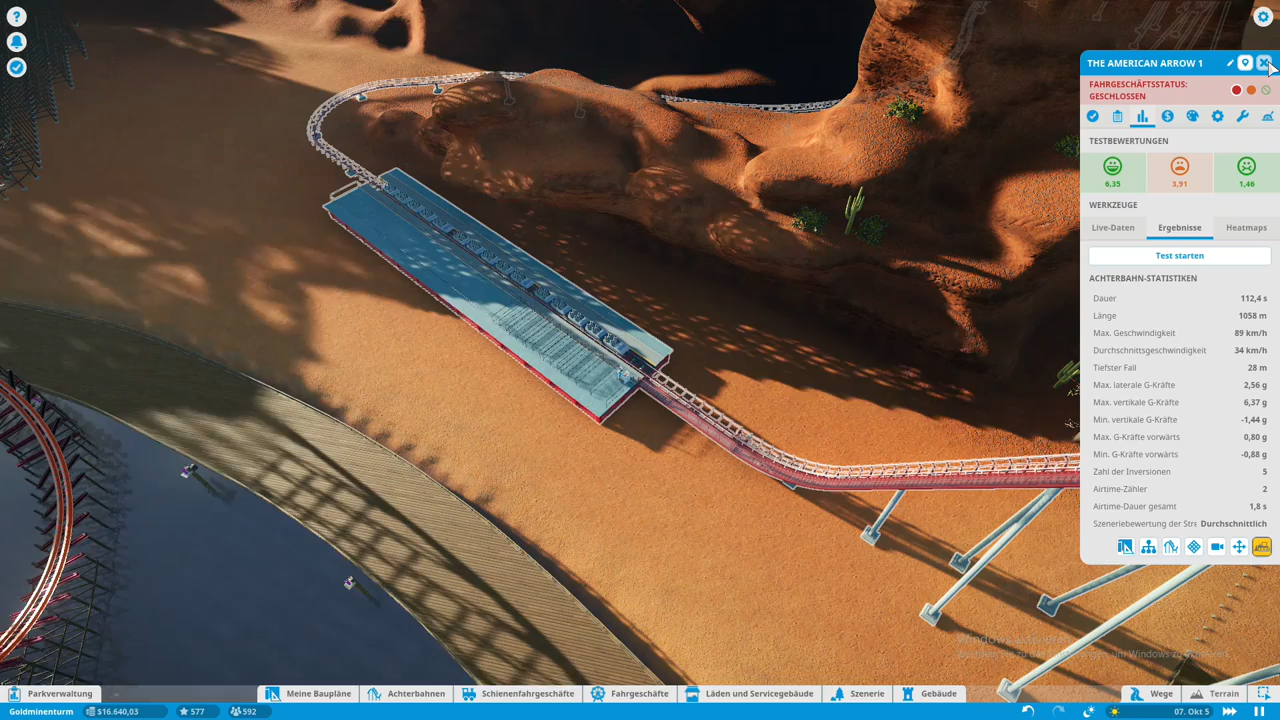 THE AMERICAN ARROW 1
FAHRGESCHÄFTSSTATUS:
GESCHLOSSEN
TESTBEWERTUNGEN
6,35 3,91 1,46
WERKZEUGE
Live-Daten Ergebnisse Heatmaps
Test starten
ACHTERBAHN-STATISTIKEN
Dauer 112,4 s
Länge 1058 m
Max. Geschwindigkeit 89 km/h
Durchschnittsgeschwindigkeit 34 km/h
Tiefster Fall 28 m
Max. laterale G-Kräfte 2,56 g
Max. vertikale G-Kräfte 6,37 g
Min. vertikale G-Kräfte -1,44 g
Max. G-Kräfte vorwärts 0,80 g
Min. G-Kräfte vorwärts -0,88 g
Zahl der Inversionen 5
Airtime-Zähler 2
Airtime-Dauer gesamt 1,8 s
Szeneriebewertung der Stre Durchschnittlich
Parkverwaltung Meine Baupläne Achterbahnen Schienenfahrgeschäfte Fahrgeschäfte Läden und Servicegebäude Szenerie Gebäude Wege Terrain
Goldminenturm $16.640,03 577 592 07. Okt 5